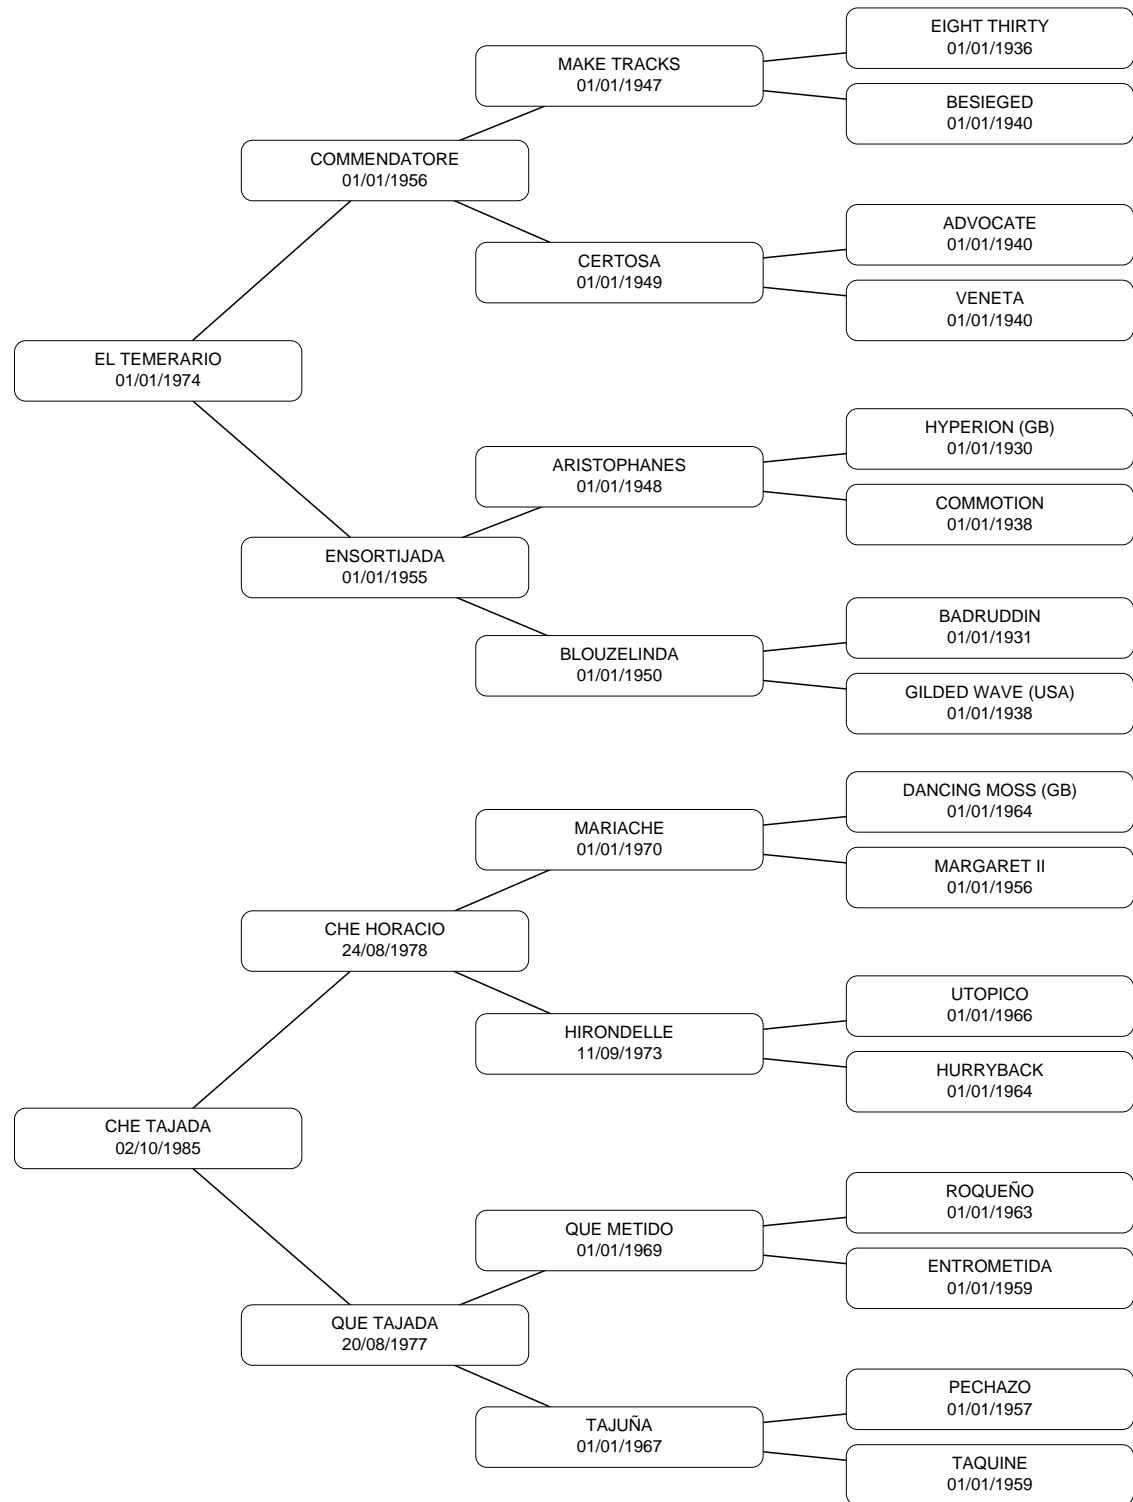 EIGHT THIRTY
01/01/1936
MAKE TRACKS
01/01/1947
BESIEGED
01/01/1940
COMMENDATORE
01/01/1956
ADVOCATE
01/01/1940
CERTOSA
01/01/1949
VENETA
01/01/1940
EL TEMERARIO
01/01/1974
HYPERION (GB)
01/01/1930
ARISTOPHANES
01/01/1948
COMMOTION
01/01/1938
ENSORTIJADA
01/01/1955
BADRUDDIN
01/01/1931
BLOUZELINDA
01/01/1950
GILDED WAVE (USA)
01/01/1938
DANCING MOSS (GB)
01/01/1964
MARIACHE
01/01/1970
MARGARET II
01/01/1956
CHE HORACIO
24/08/1978
UTOPICO
01/01/1966
HIRONDELLE
11/09/1973
HURRYBACK
01/01/1964
CHE TAJADA
02/10/1985
ROQUEÑO
01/01/1963
QUE METIDO
01/01/1969
ENTROMETIDA
01/01/1959
QUE TAJADA
20/08/1977
PECHAZO
01/01/1957
TAJUÑA
01/01/1967
TAQUINE
01/01/1959